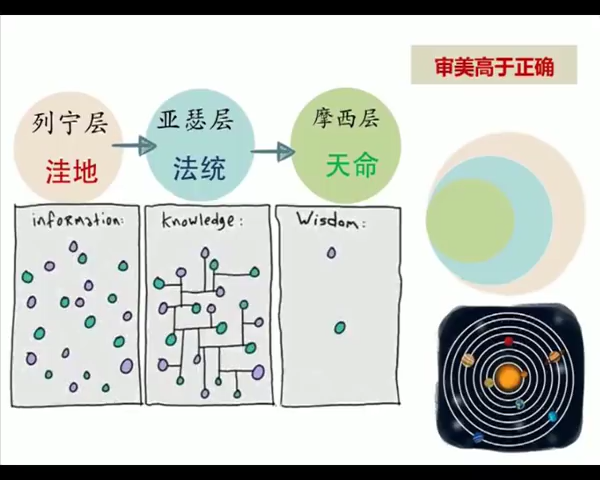 审美高于正确
列宁层
洼地
亚瑟层
法统
摩西层
天命
information:
Knowledge:
Wisdom: